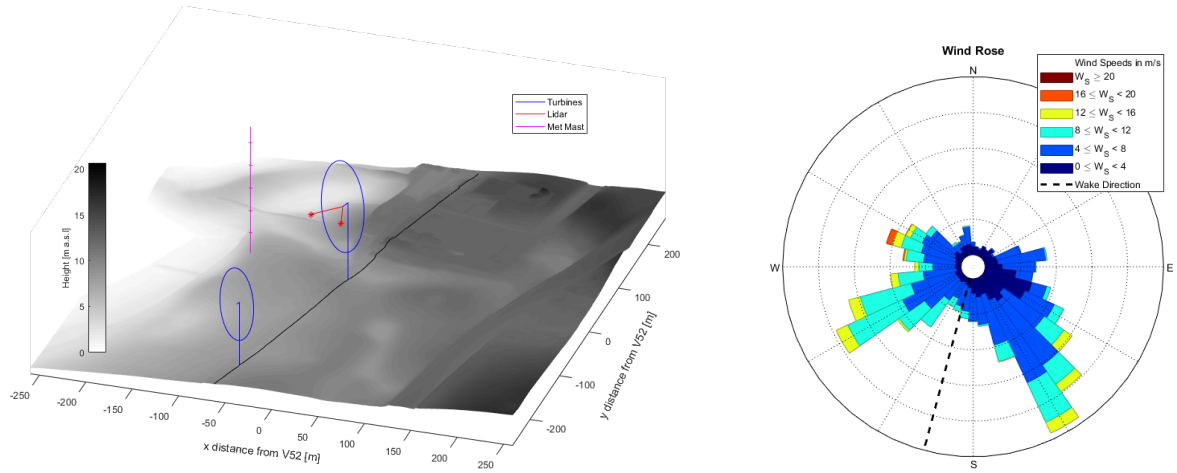 Turbines
Lidar
Met Mast
20
15
10
5
0
Height [m a.s.l]
200
100
0
-100
-200
y distance from V52 [m]
-250
-200
-150
-100
-50
0
50
100
150
200
250
x distance from V52 [m]
Wind Rose
N
W
E
S
Wind Speeds in m/s
W_S ≥ 20
16 ≤ W_S < 20
12 ≤ W_S < 16
8 ≤ W_S < 12
4 ≤ W_S < 8
0 ≤ W_S < 4
Wake Direction